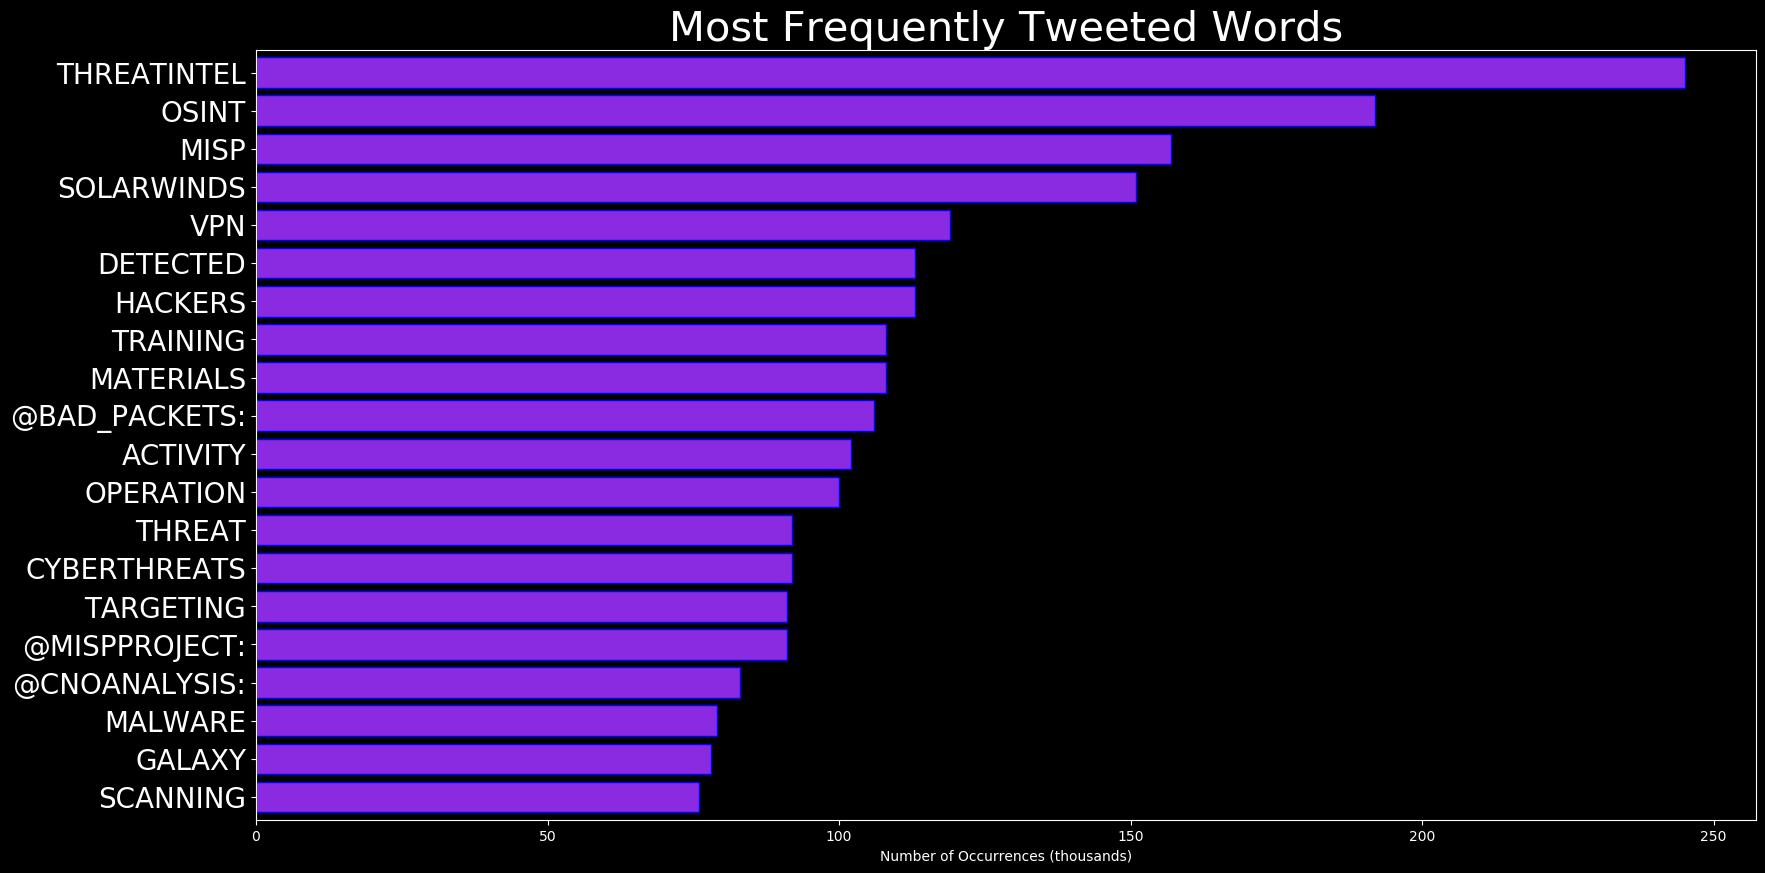 Most Frequently Tweeted Words
THREATINTEL
OSINT
MISP
SOLARWINDS
VPN
DETECTED
HACKERS
TRAINING
MATERIALS
@BAD_PACKETS:
ACTIVITY
OPERATION
THREAT
CYBERTHREATS
TARGETING
@MISPPROJECT:
@CNOANALYSIS:
MALWARE
GALAXY
SCANNING
0 50 100 150 200 250
Number of Occurrences (thousands)